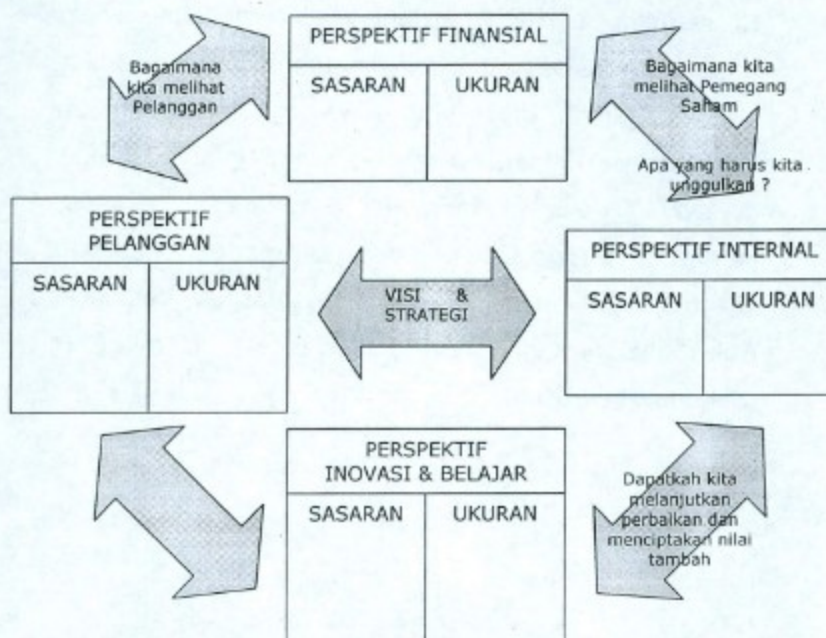 PERSPEKTIF FINANSIAL
SASARAN
UKURAN
Bagaimana
kita melihat
Pelanggan
Bagaimana kita
melihat Pemegang
Saham
Apa yang harus kita
unggulkan ?
PERSPEKTIF
PELANGGAN
SASARAN
UKURAN
VISI &
STRATEGI
PERSPEKTIF INTERNAL
SASARAN
UKURAN
PERSPEKTIF
INOVASI & BELAJAR
SASARAN
UKURAN
Dapatkah kita
melanjutkan
perbaikan dan
menciptakan nilai
tambah